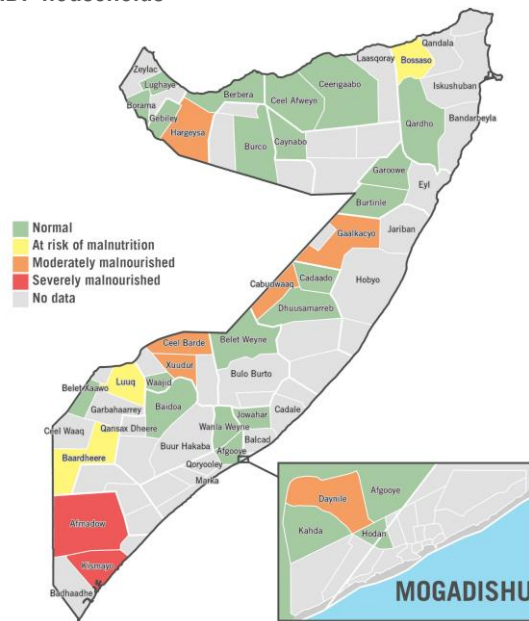 households
Qandala
Laasqoray
Bossaso
Zeylac
Ceerigaabo
Lughaye
Berbera
Ceel Afweyn
Iskushuban
Borama
Gebiley
Bandarbeyla
Hargeysa
Qardho
Burco
Caynabo
Garoowe
Eyl
Burtinle
Normal
Jariban
At risk of malnutrition
Gaalkacyo
Moderately malnourished
Severely malnourished
Cadaado
Hobyo
No data
Cabudwaaq
Dhuusamarreb
Ceel Barde
Belet Weyne
Xuudur
Luuq
Waajid
Bulo Burto
Belet-Xaawo
Baidoa
Garbahaarrey
Jowahar
Cadale
Ceel Waaq
Qansax Dheere
Wanla Weyne
Balcad
Buur Hakaba
Afgooye
Baardheere
Qoryooley
Marka
Daynile
Afgooye
Afmadow
Kahda
Hodan
Kismayo
Badhaadhe
MOGADISHU